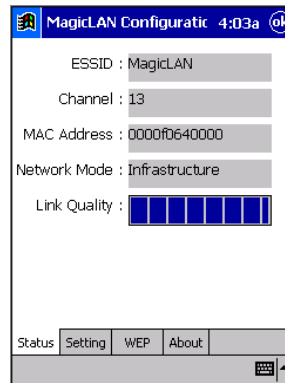 MagicLAN Configuratic 4:03a ok
ESSID : MagicLAN
Channel : 13
MAC Address : 0000f0640000
Network Mode : Infrastructure
Link Quality :
Status Setting WEP About